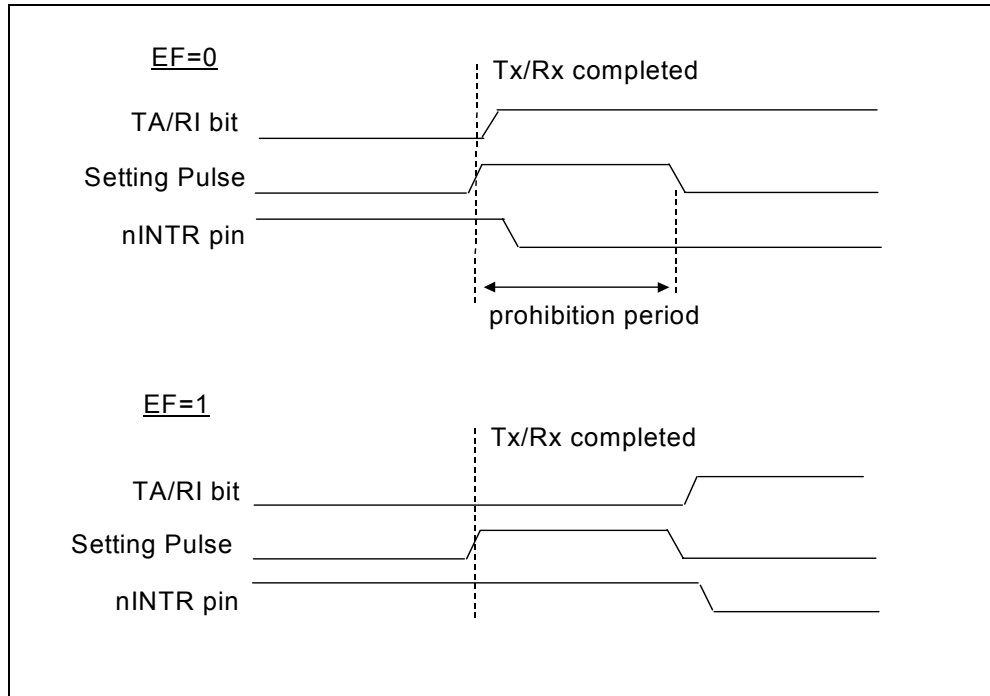 EF=0
Tx/Rx completed
TA/RI bit
Setting Pulse
nINTR pin
prohibition period
EF=1
Tx/Rx completed
TA/RI bit
Setting Pulse
nINTR pin